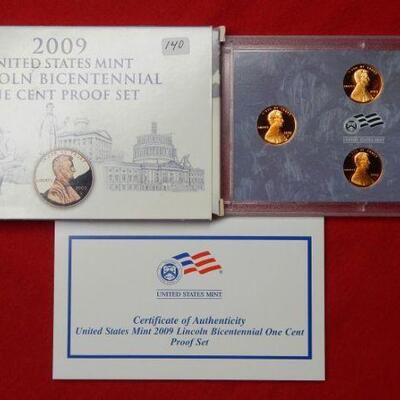 2009
UNITED STATES MINT
COLN BICENTENNIAL
ONE CENT PROOF SET
140
UNITED STATES MINT
Certificate of Authenticity
United States Mint 2009 Lincoln Bicentennial One Cent
Proof Set